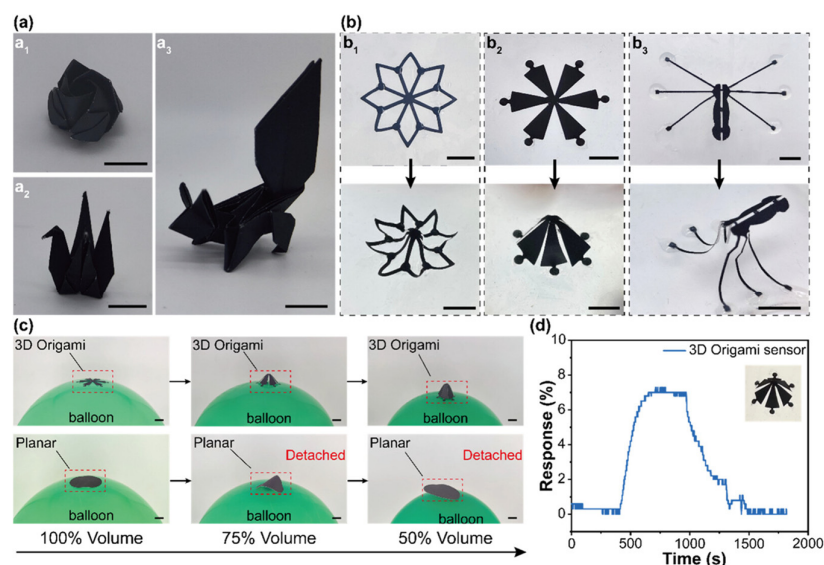 (a)
a1
a2
a3
(b)
b1
b2
b3
(c)
3D Origami
balloon
3D Origami
balloon
3D Origami
balloon
Planar
balloon
Planar
Detached
balloon
Planar
Detached
balloon
100% Volume
75% Volume
50% Volume
(d)
3D Origami sensor
Response (%)
10
8
6
4
2
0
0
500
1000
1500
2000
Time (s)